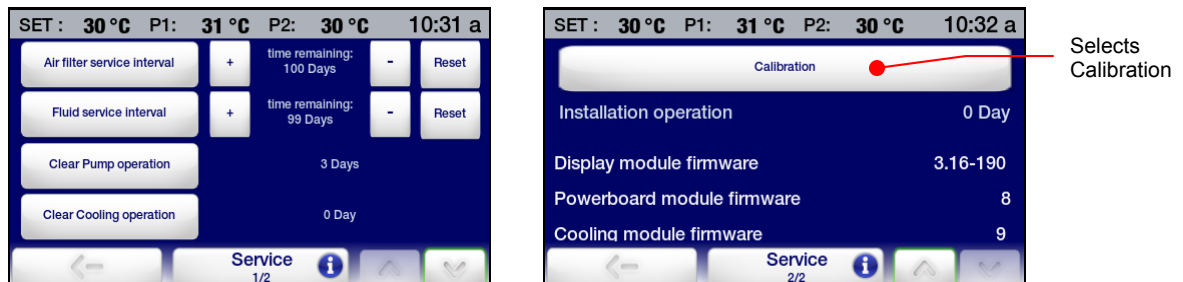 SET : 30 °C P1: 31 °C P2: 30 °C 10:31 a
Air filter service interval + time remaining: 100 Days - Reset
Fluid service interval + time remaining: 99 Days - Reset
Clear Pump operation 3 Days
Clear Cooling operation 0 Day
Service
1/2
SET : 30 °C P1: 31 °C P2: 30 °C 10:32 a
Calibration
Installation operation 0 Day
Display module firmware 3.16-190
Powerboard module firmware 8
Cooling module firmware 9
Service
2/2
Selects
Calibration